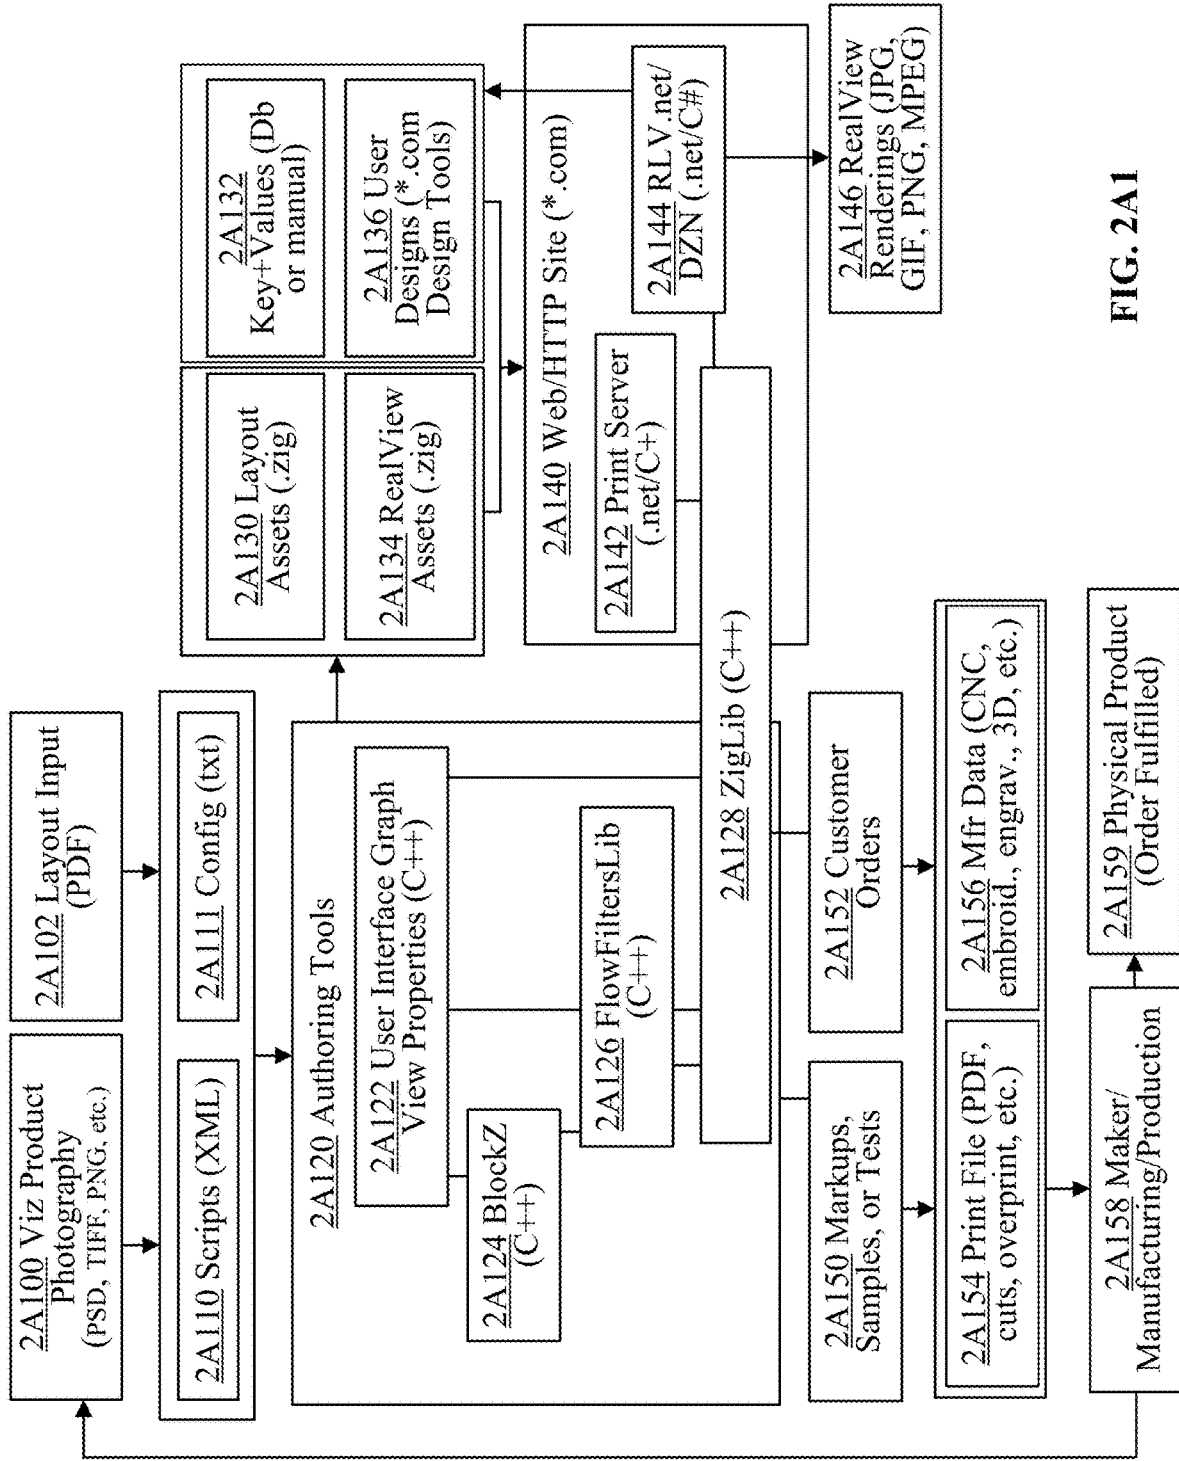 2A100 Viz Product
Photography
(PSD, TIFF, PNG, etc.)
2A102 Layout Input
(PDF)
2A110 Scripts (XML)
2A111 Config (txt)
2A120 Authoring Tools
2A122 User Interface Graph
View Properties (C++)
2A124 BlockZ
(C++)
2A126 FlowFiltersLib
(C++)
2A128 ZigLib (C++)
2A130 Layout
Assets (.zig)
2A132
Key+Values (Db
or manual)
2A134 RealView
Assets (.zig)
2A136 User
Designs (*.com
Design Tools)
2A140 Web/HTTP Site (*.com)
2A142 Print Server
(.net/C+)
2A144 RLV.net/
DZN (.net/C#)
2A146 RealView
Renderings (JPG,
GIF, PNG, MPEG)
2A150 Markups,
Samples, or Tests
2A152 Customer
Orders
2A154 Print File (PDF,
cuts, overprint, etc.)
2A156 Mfr Data (CNC,
embroid., engrav., 3D, etc.)
2A158 Maker/
Manufacturing/Production
2A159 Physical Product
(Order Fulfilled)
FIG. 2A1